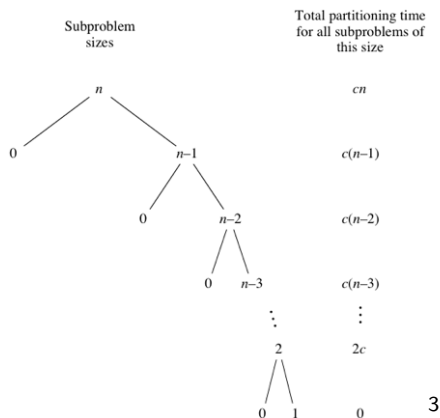 Subproblem
sizes
Total partitioning time
for all subproblems of
this size
n
cn
0
n–1
c(n–1)
0
n–2
c(n–2)
0
n–3
c(n–3)
⋱
⋮
2
2c
0
1
0
3